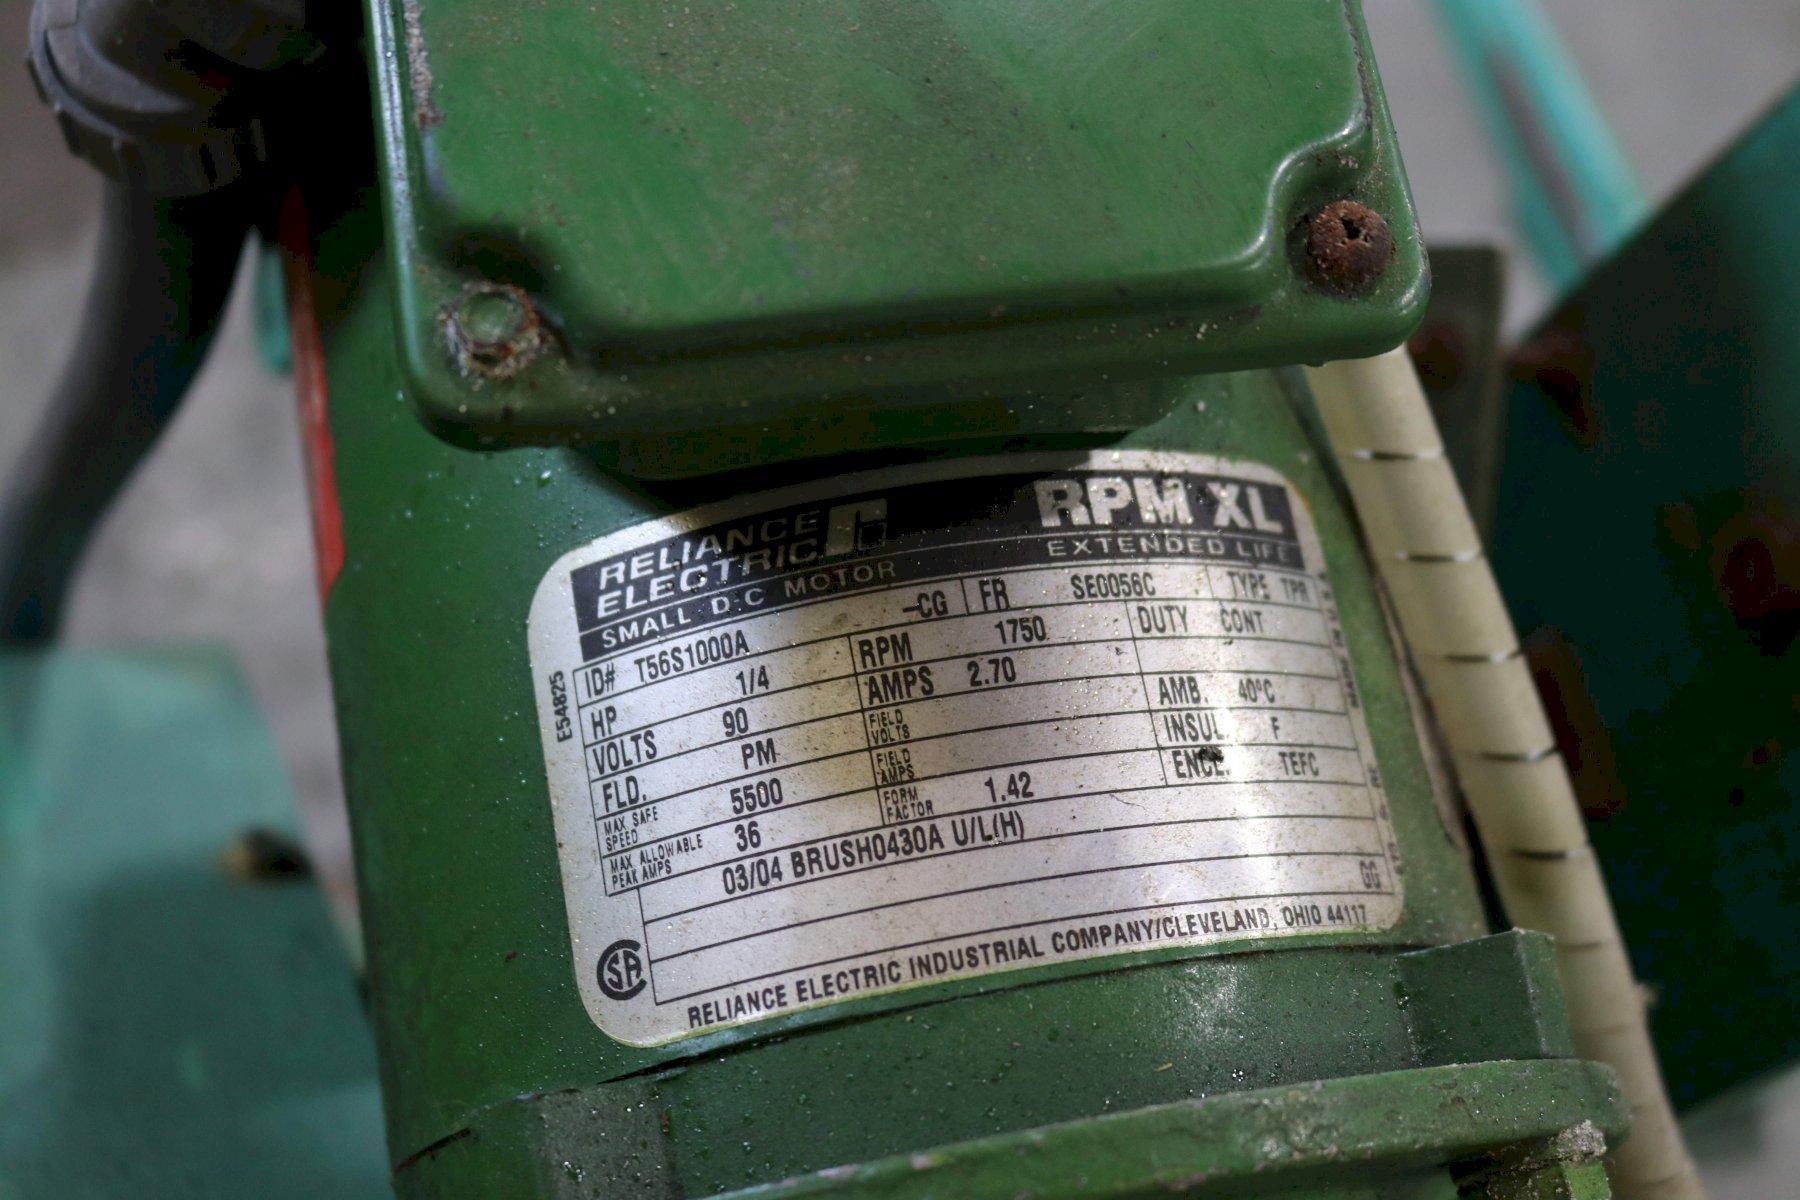 RELIANCE
ELECTRIC
RPM XL
SMALL D.C MOTOR
EXTENDED LIFE
ID# T56S1000A -CG FR SE0056C TYPE TPR
HP 1/4 RPM 1750 DUTY CONT
VOLTS 90 AMPS 2.70
FLD. PM FIELD VOLTS AMB. 40°C
MAX SAFE SPEED 5500 FIELD AMPS INSUL. F
MAX ALLOWABLE PEAK AMPS 36 FORM FACTOR 1.42 ENCL. TEFC
03/04 BRUSH0430A U/L(H)
GG
RELIANCE ELECTRIC INDUSTRIAL COMPANY/CLEVELAND, OHIO 44117
E54825
SA